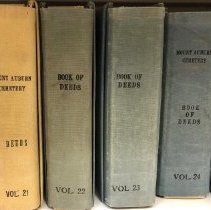 UNT AUBURN
CEMETERY
DEEDS
VOL. 21
BOOK OF
DEEDS
VOL. 22
BOOK OF
DEEDS
VOL. 23
MOUNT AUBURN
CEMETERY
BOOK
OF
DEEDS
VOL. 24